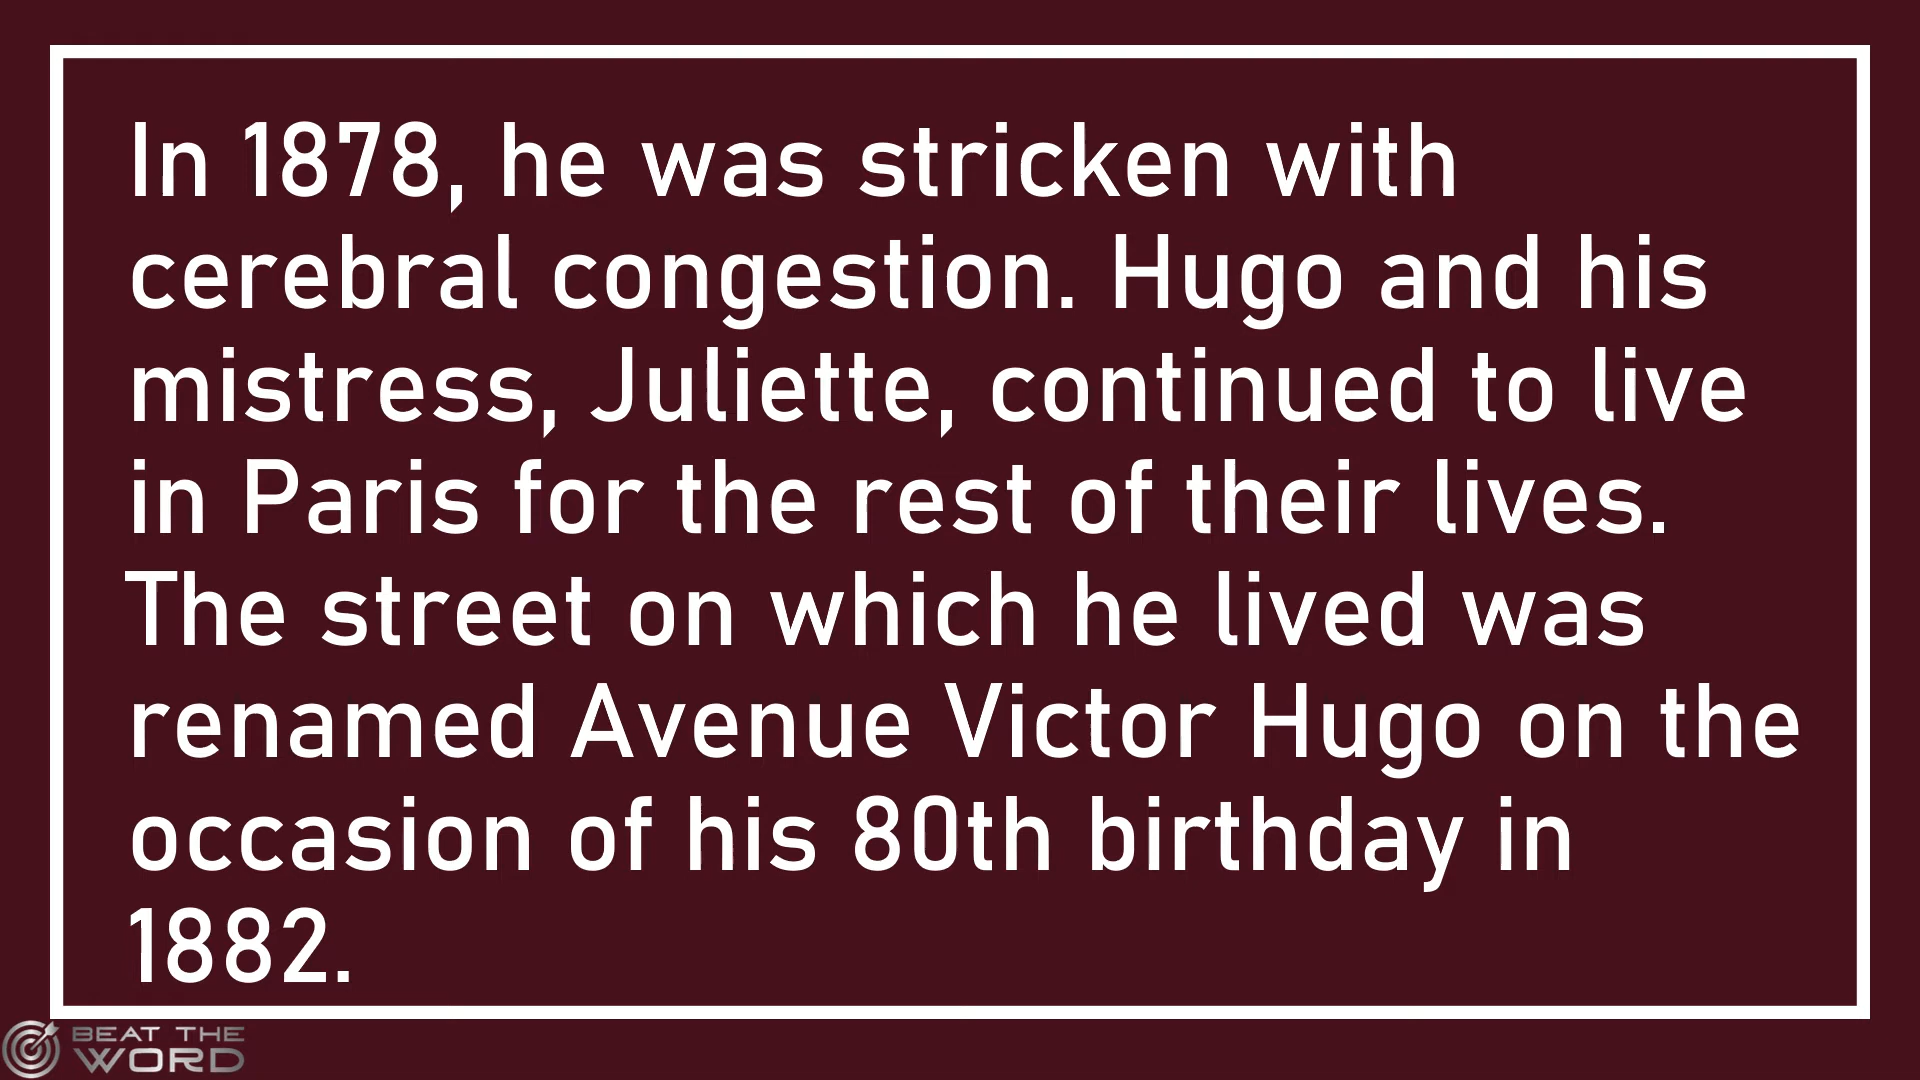 In 1878, he was stricken with
cerebral congestion. Hugo and his
mistress, Juliette, continued to live
in Paris for the rest of their lives.
The street on which he lived was
renamed Avenue Victor Hugo on the
occasion of his 80th birthday in
1882.
BEAT THE
WORD